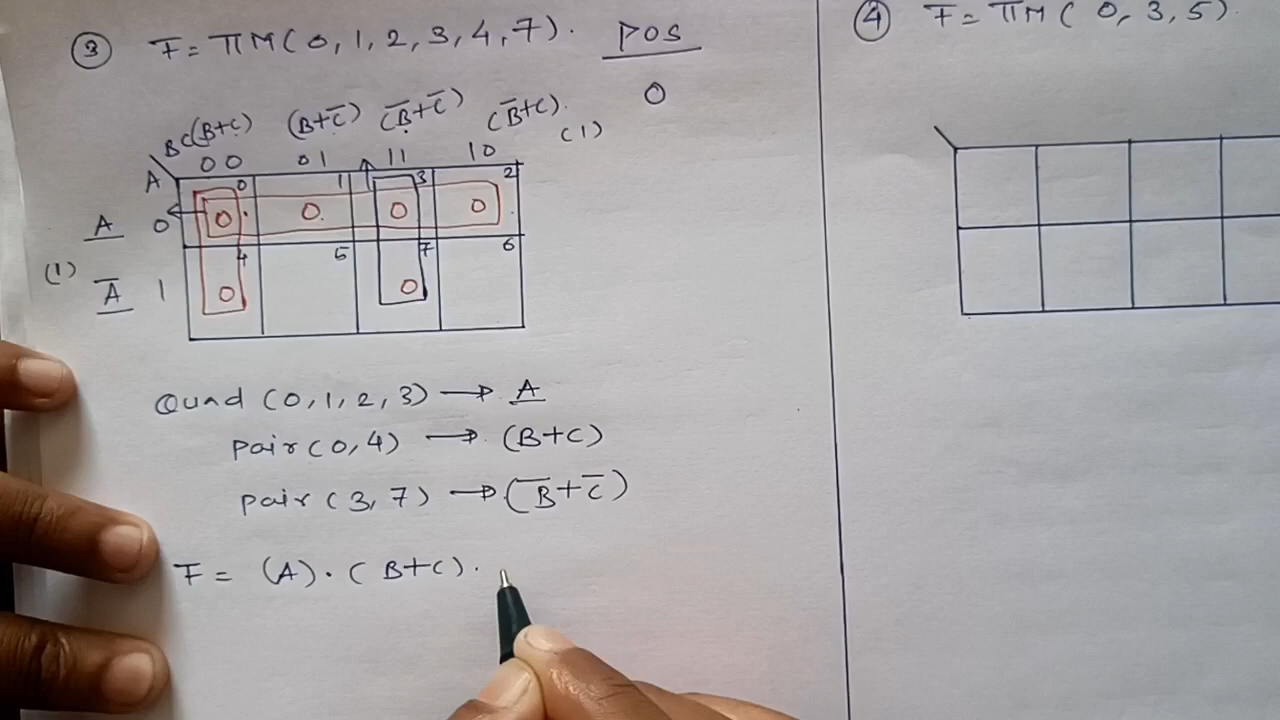 ③ F = πM ( 0, 1, 2, 3, 4, 7 ). POS
0
BC (B+C) (B+C̅) (B̅+C̅) (B̅+C). (1)
A 00 01 11 10
0 1 3 2
A 0 0 0 0 0
4 5 7 6
(1) A̅ 1 0 0
Quad (0, 1, 2, 3) → A
pair (0, 4) → (B+C)
pair (3, 7) → (B̅+C̅)
F = (A) . ( B+C) .
④ F = πM ( 0, 3, 5 ).